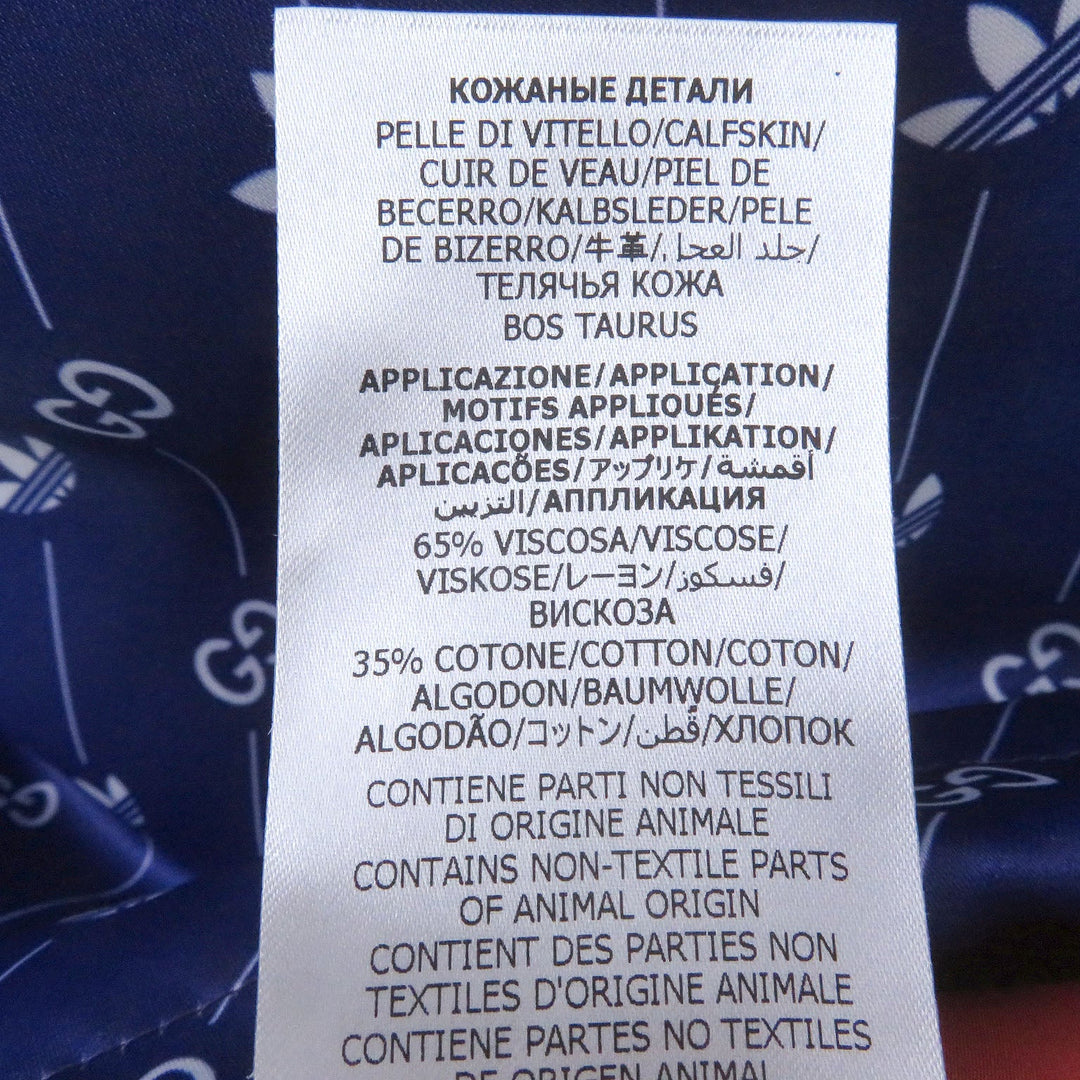 КОЖАНЫЕ ДЕТАЛИ
PELLE DI VITELLO/CALFSKIN/
CUIR DE VEAU/PIEL DE
BECERRO/KALBSLEDER/PELE
DE BIZERRO/牛革/جلد العجل/
ТЕЛЯЧЬЯ КОЖА
BOS TAURUS
APPLICAZIONE/APPLICATION/
MOTIFS APPLIQUÉS/
APLICACIONES/APPLIKATION/
APLICACÕES/アップリケ/أقمشة
التزيين/АППЛИКАЦИЯ
65% VISCOSA/VISCOSE/
VISKOSE/レーヨン/فسكوز/
ВИСКОЗА
35% COTONE/COTTON/COTON/
ALGODON/BAUMWOLLE/
ALGODÃO/コットン/قطن/ХЛОПОК
CONTIENE PARTI NON TESSILI
DI ORIGINE ANIMALE
CONTAINS NON-TEXTILE PARTS
OF ANIMAL ORIGIN
CONTIENT DES PARTIES NON
TEXTILES D'ORIGINE ANIMALE
CONTIENE PARTES NO TEXTILES
DE ORIGEN ANIMAL